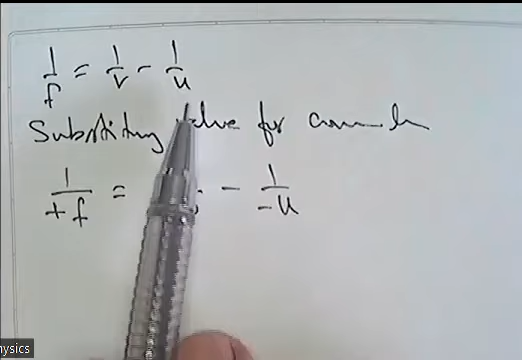 1/f = 1/v - 1/u
Substituting value for
1/+f = - 1/-u
ysics